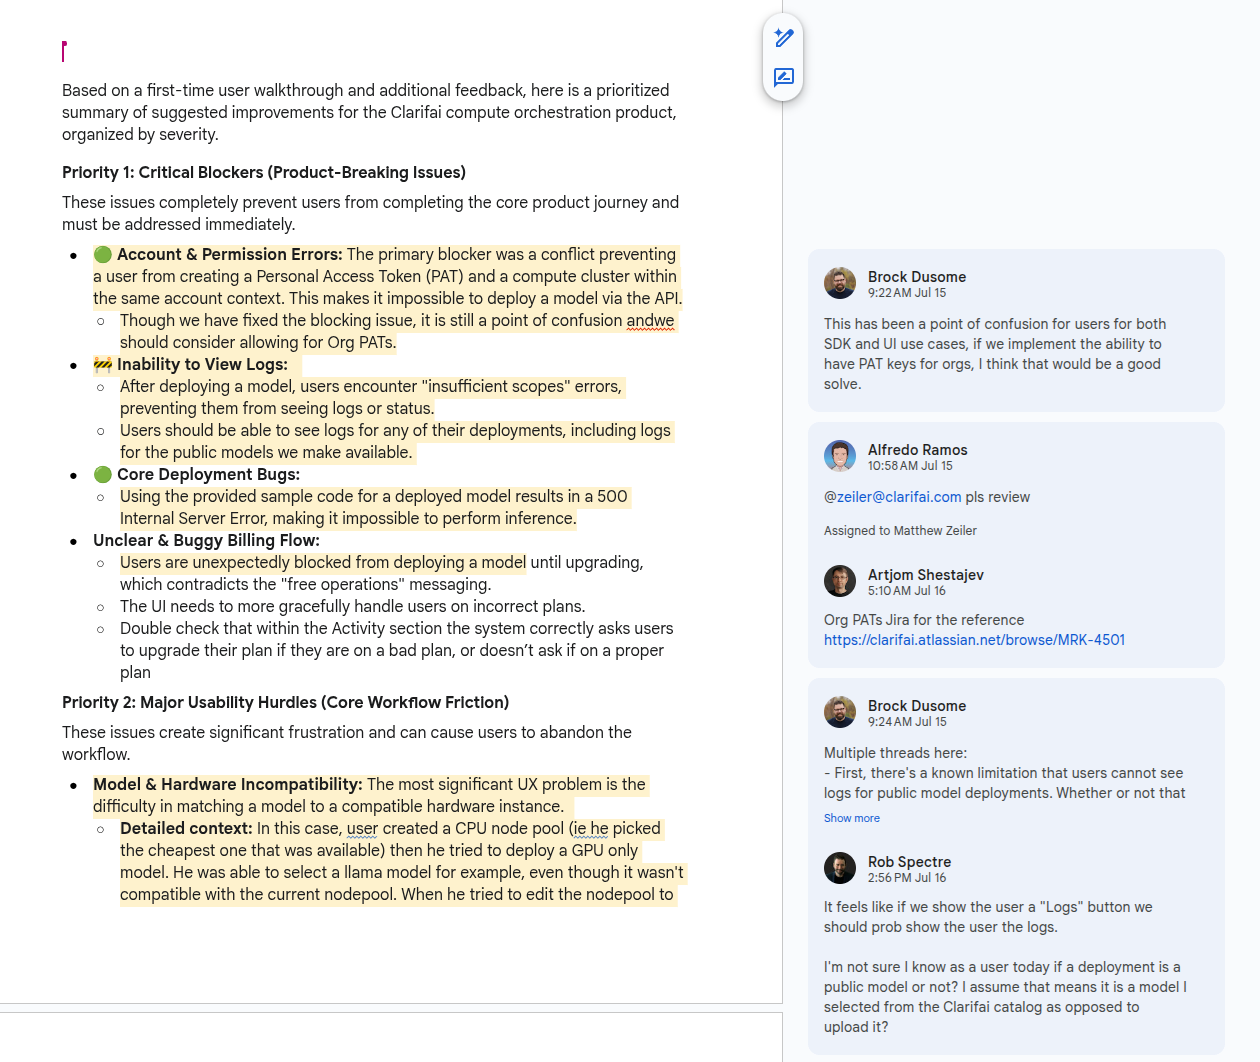 Based on a first-time user walkthrough and additional feedback, here is a prioritized
summary of suggested improvements for the Clarifai compute orchestration product,
organized by severity.
Priority 1: Critical Blockers (Product-Breaking Issues)
These issues completely prevent users from completing the core product journey and
must be addressed immediately.
● 🟢 Account & Permission Errors: The primary blocker was a conflict preventing
a user from creating a Personal Access Token (PAT) and a compute cluster within
the same account context. This makes it impossible to deploy a model via the API.
○ Though we have fixed the blocking issue, it is still a point of confusion andwe
should consider allowing for Org PATs.
● 🚧 Inability to View Logs:
○ After deploying a model, users encounter "insufficient scopes" errors,
preventing them from seeing logs or status.
○ Users should be able to see logs for any of their deployments, including logs
for the public models we make available.
● 🟢 Core Deployment Bugs:
○ Using the provided sample code for a deployed model results in a 500
Internal Server Error, making it impossible to perform inference.
● Unclear & Buggy Billing Flow:
○ Users are unexpectedly blocked from deploying a model until upgrading,
which contradicts the "free operations" messaging.
○ The UI needs to more gracefully handle users on incorrect plans.
○ Double check that within the Activity section the system correctly asks users
to upgrade their plan if they are on a bad plan, or doesn’t ask if on a proper
plan
Priority 2: Major Usability Hurdles (Core Workflow Friction)
These issues create significant frustration and can cause users to abandon the
workflow.
● Model & Hardware Incompatibility: The most significant UX problem is the
difficulty in matching a model to a compatible hardware instance.
○ Detailed context: In this case, user created a CPU node pool (ie he picked
the cheapest one that was available) then he tried to deploy a GPU only
model. He was able to select a llama model for example, even though it wasn't
compatible with the current nodepool. When he tried to edit the nodepool to
Brock Dusome
9:22 AM Jul 15
This has been a point of confusion for users for both
SDK and UI use cases, if we implement the ability to
have PAT keys for orgs, I think that would be a good
solve.
Alfredo Ramos
10:58 AM Jul 15
@zeiler@clarifai.com pls review
Assigned to Matthew Zeiler
Artjom Shestajev
5:10 AM Jul 16
Org PATs Jira for the reference
https://clarifai.atlassian.net/browse/MRK-4501
Brock Dusome
9:24 AM Jul 15
Multiple threads here:
- First, there's a known limitation that users cannot see
logs for public model deployments. Whether or not that
Show more
Rob Spectre
2:56 PM Jul 16
It feels like if we show the user a "Logs" button we
should prob show the user the logs.
I'm not sure I know as a user today if a deployment is a
public model or not? I assume that means it is a model I
selected from the Clarifai catalog as opposed to
upload it?